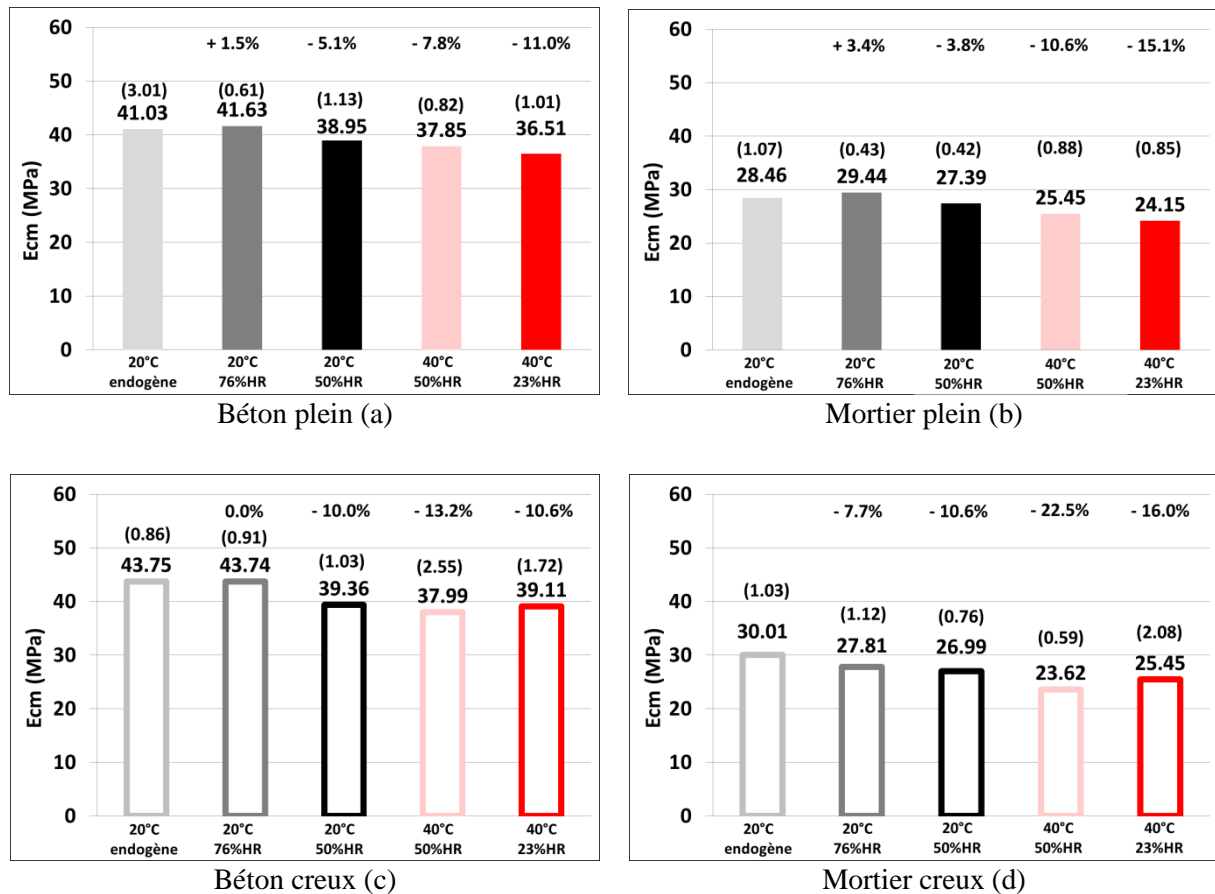 60
50
40
30
20
10
0
Ecm (MPa)
+ 1.5% - 5.1% - 7.8% - 11.0%
(3.01) (0.61) (1.13) (0.82) (1.01)
41.03 41.63 38.95 37.85 36.51
20°C 20°C 20°C 40°C 40°C
endogène 76%HR 50%HR 50%HR 23%HR
Béton plein (a)
60
50
40
30
20
10
0
Ecm (MPa)
+ 3.4% - 3.8% - 10.6% - 15.1%
(1.07) (0.43) (0.42) (0.88) (0.85)
28.46 29.44 27.39 25.45 24.15
20°C 20°C 20°C 40°C 40°C
endogène 76%HR 50%HR 50%HR 23%HR
Mortier plein (b)
60
50
40
30
20
10
0
Ecm (MPa)
0.0% - 10.0% - 13.2% - 10.6%
(0.86) (0.91) (1.03) (2.55) (1.72)
43.75 43.74 39.36 37.99 39.11
20°C 20°C 20°C 40°C 40°C
endogène 76%HR 50%HR 50%HR 23%HR
Béton creux (c)
60
50
40
30
20
10
0
Ecm (MPa)
- 7.7% - 10.6% - 22.5% - 16.0%
(1.03) (1.12) (0.76) (0.59) (2.08)
30.01 27.81 26.99 23.62 25.45
20°C 20°C 20°C 40°C 40°C
endogène 76%HR 50%HR 50%HR 23%HR
Mortier creux (d)